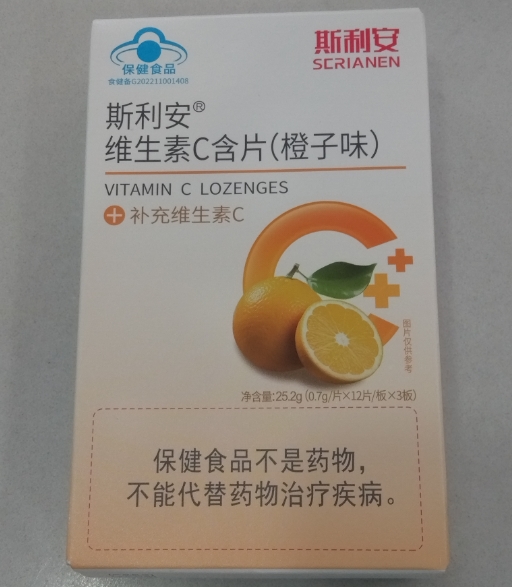 保健食品
食健备G202211001408
斯利安
SCRIANEN
斯利安®
维生素C含片(橙子味)
VITAMIN C LOZENGES
补充维生素C
图片仅供参考
净含量:25.2g (0.7g/片×12片/板×3板)
保健食品不是药物，
不能代替药物治疗疾病。